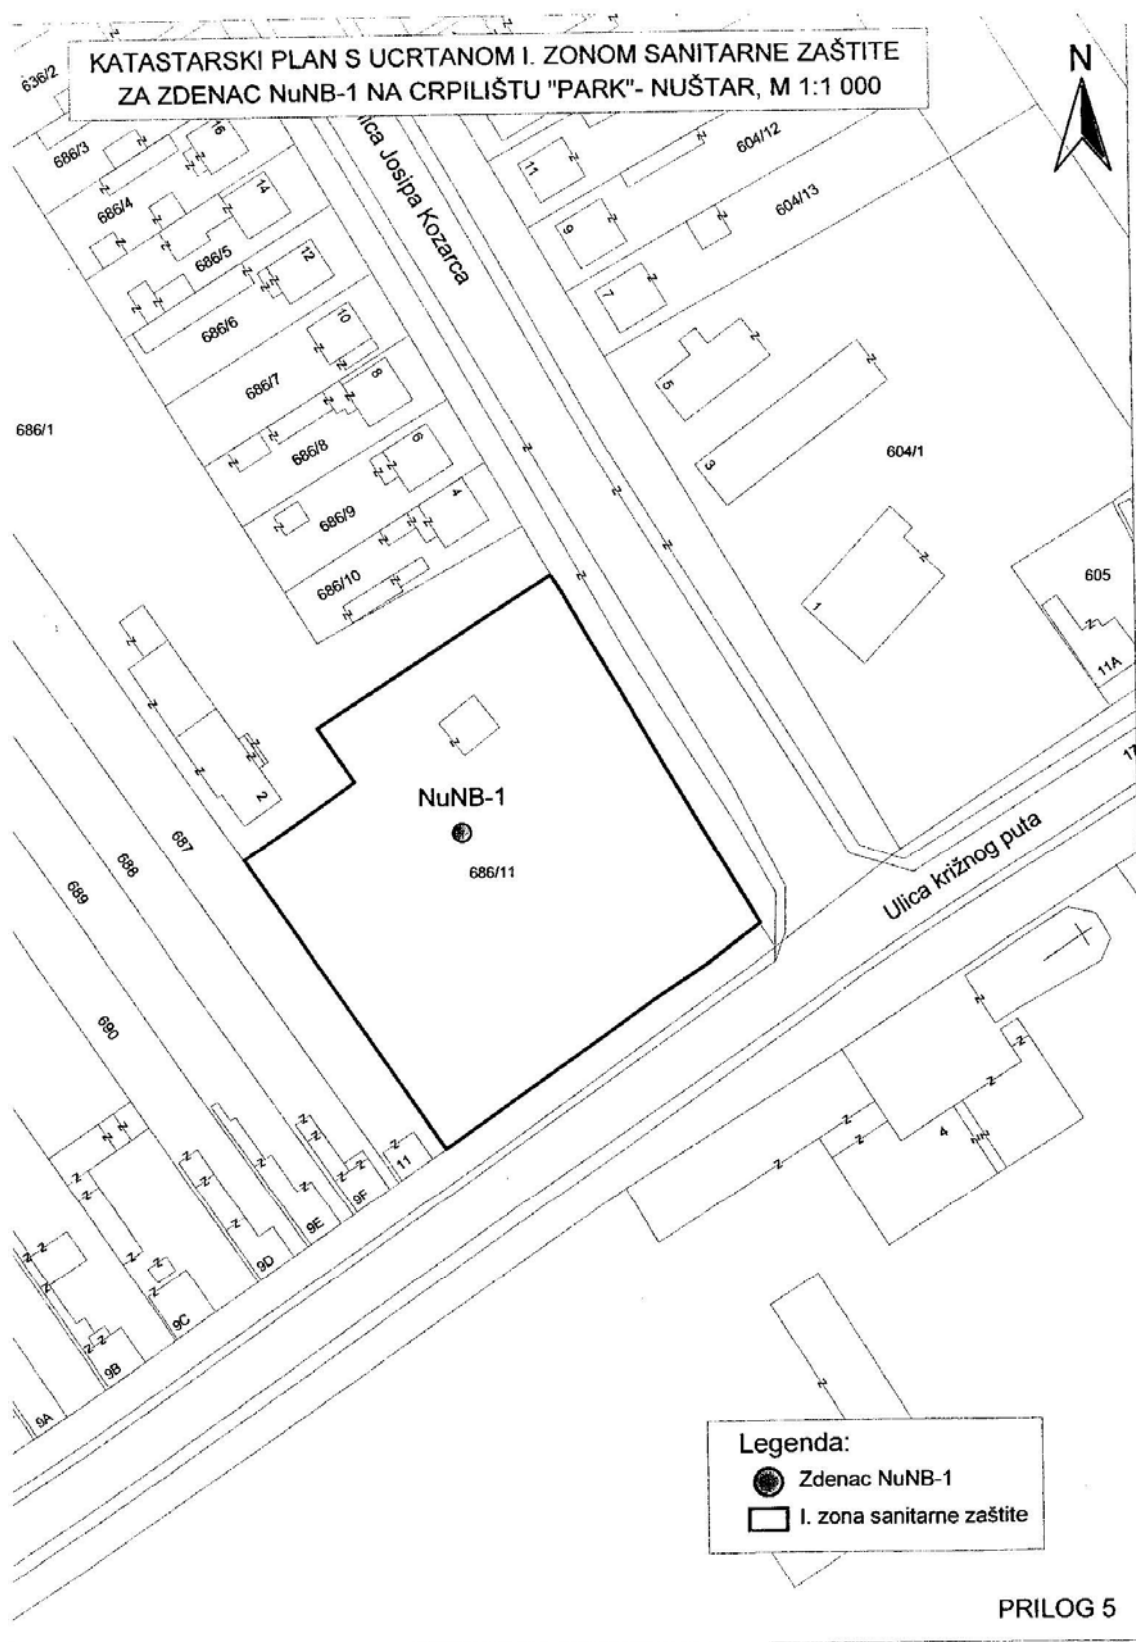 KATASTARSKI PLAN S UCRTANOM I. ZONOM SANITARNE ZAŠTITE
ZA ZDENAC NuNB-1 NA CRPILIŠTU "PARK"- NUŠTAR, M 1:1 000
N
636/2
686/3
16
686/4
14
686/5
12
686/6
10
686/7
8
686/8
6
686/9
4
686/10
686/1
ica Josipa Kozarca
11
604/12
9
604/13
7
5
3
604/1
1
605
11A
17
2
NuNB-1
686/11
687
688
689
690
Ulica križnog puta
4
11
9F
9E
9D
9C
9B
9A
Legenda:
Zdenac NuNB-1
I. zona sanitarne zaštite
PRILOG 5